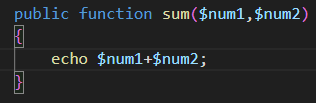 public function sum($num1,$num2)
{
    echo $num1+$num2;
}